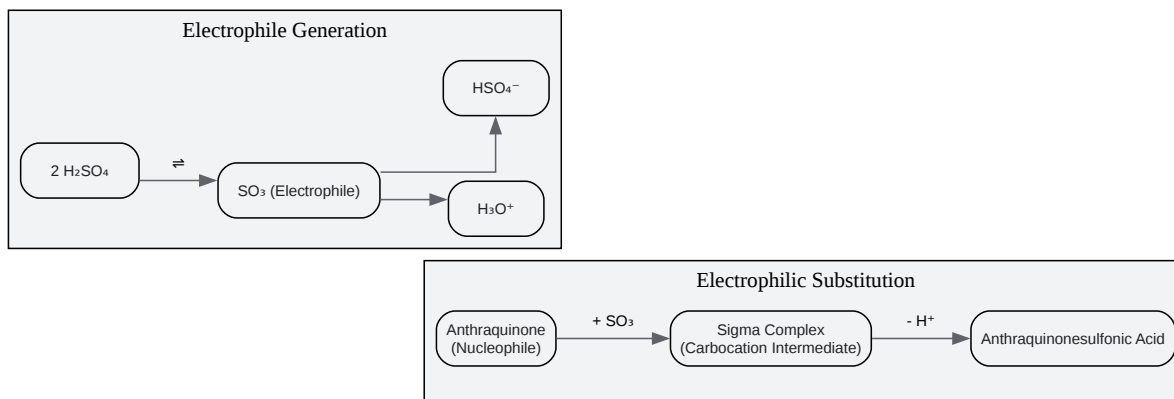 Electrophile Generation
HSO₄⁻
2 H₂SO₄
⇌
SO₃ (Electrophile)
H₃O⁺
Electrophilic Substitution
Anthraquinone
(Nucleophile)
+ SO₃
Sigma Complex
(Carbocation Intermediate)
- H⁺
Anthraquinonesulfonic Acid